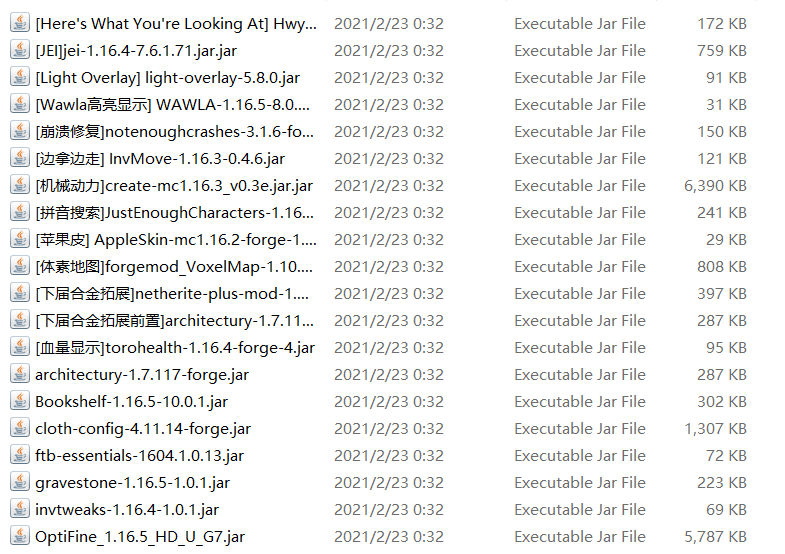 [Here's What You're Looking At] Hwy... 2021/2/23 0:32 Executable Jar File 172 KB
[JEI]jei-1.16.4-7.6.1.71.jar.jar 2021/2/23 0:32 Executable Jar File 759 KB
[Light Overlay] light-overlay-5.8.0.jar 2021/2/23 0:32 Executable Jar File 91 KB
[Wawla高亮显示] WAWLA-1.16.5-8.0.... 2021/2/23 0:32 Executable Jar File 31 KB
[崩溃修复]notenoughcrashes-3.1.6-fo... 2021/2/23 0:32 Executable Jar File 150 KB
[边拿边走] InvMove-1.16.3-0.4.6.jar 2021/2/23 0:32 Executable Jar File 121 KB
[机械动力]create-mc1.16.3_v0.3e.jar.jar 2021/2/23 0:32 Executable Jar File 6,390 KB
[拼音搜索]JustEnoughCharacters-1.16... 2021/2/23 0:32 Executable Jar File 241 KB
[苹果皮] AppleSkin-mc1.16.2-forge-1.... 2021/2/23 0:32 Executable Jar File 29 KB
[体素地图]forgemod_VoxelMap-1.10.... 2021/2/23 0:32 Executable Jar File 808 KB
[下届合金拓展]netherite-plus-mod-1.... 2021/2/23 0:32 Executable Jar File 397 KB
[下届合金拓展前置]architectury-1.7.11... 2021/2/23 0:32 Executable Jar File 287 KB
[血量显示]torohealth-1.16.4-forge-4.jar 2021/2/23 0:32 Executable Jar File 95 KB
architectury-1.7.117-forge.jar 2021/2/23 0:32 Executable Jar File 287 KB
Bookshelf-1.16.5-10.0.1.jar 2021/2/23 0:32 Executable Jar File 302 KB
cloth-config-4.11.14-forge.jar 2021/2/23 0:32 Executable Jar File 1,307 KB
ftb-essentials-1604.1.0.13.jar 2021/2/23 0:32 Executable Jar File 72 KB
gravestone-1.16.5-1.0.1.jar 2021/2/23 0:32 Executable Jar File 223 KB
invtweaks-1.16.4-1.0.1.jar 2021/2/23 0:32 Executable Jar File 69 KB
OptiFine_1.16.5_HD_U_G7.jar 2021/2/23 0:32 Executable Jar File 5,787 KB